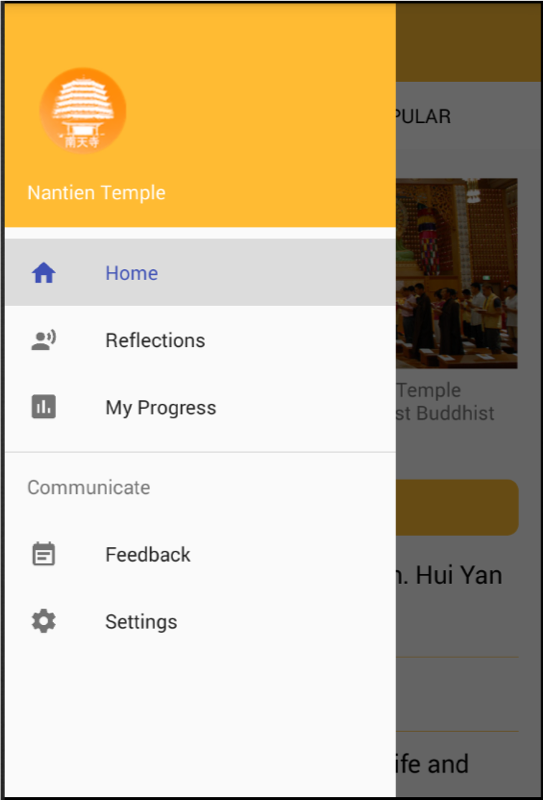 南天寺
Nantien Temple
Home
Reflections
My Progress
Communicate
Feedback
Settings
PULAR
Temple
st Buddhist
n. Hui Yan
ife and